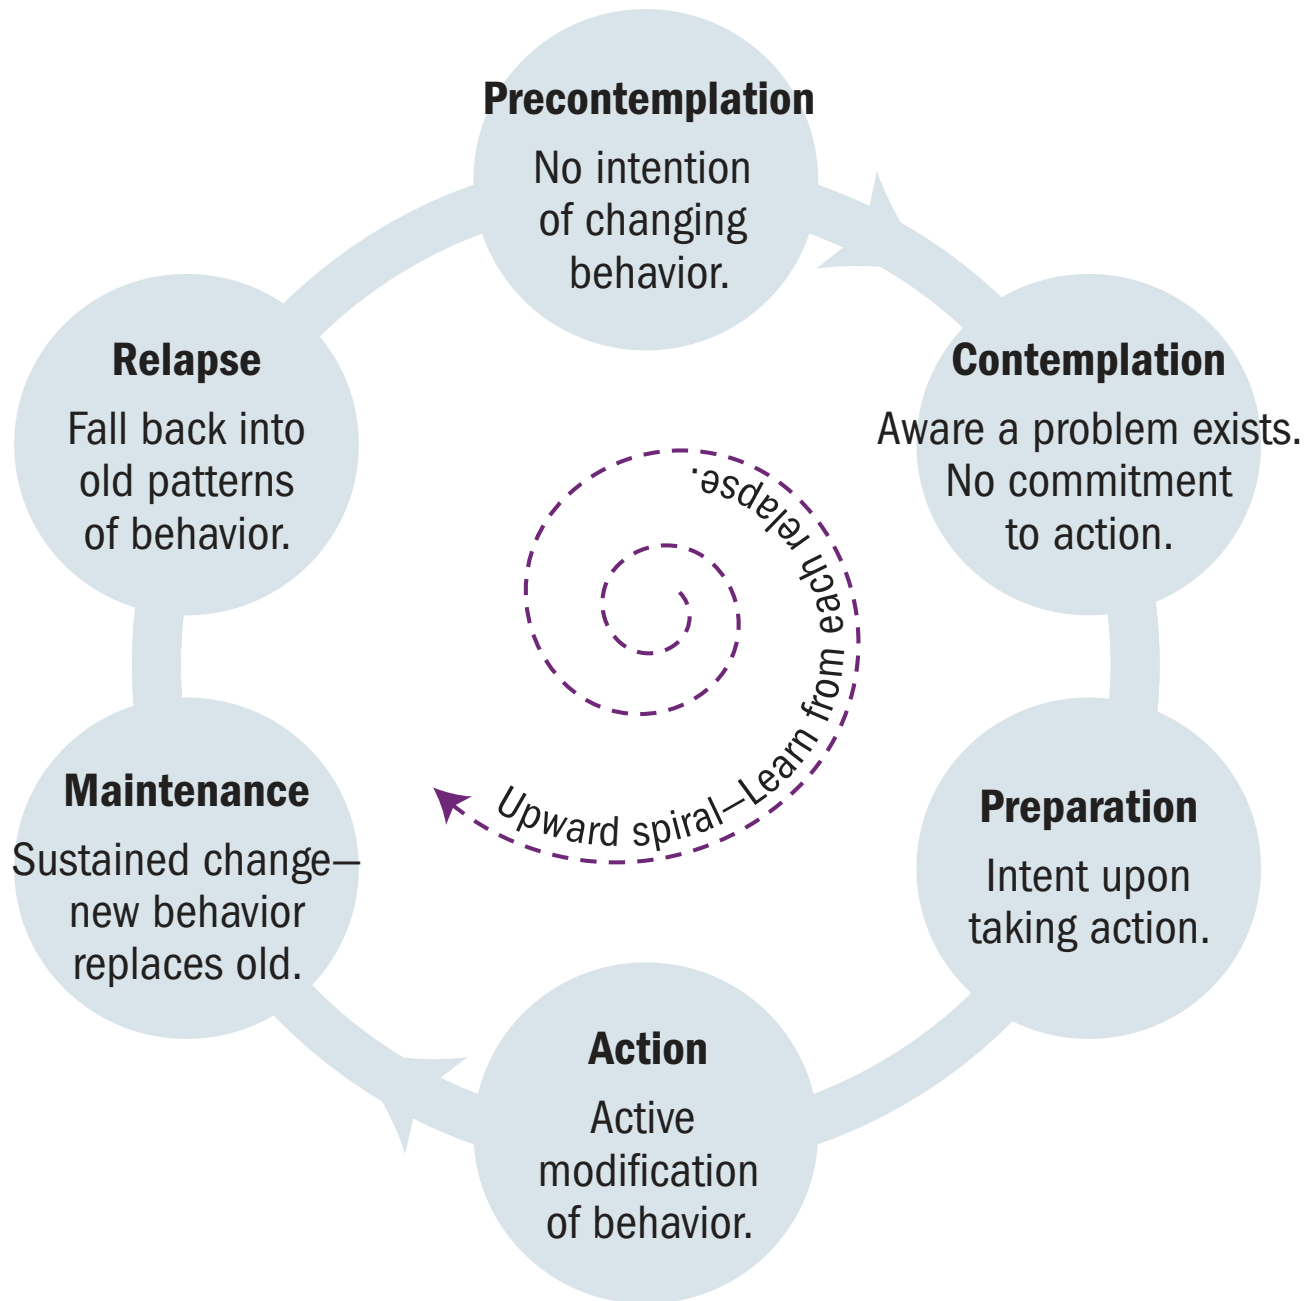 Precontemplation
No intention
of changing
behavior.
Contemplation
Aware a problem exists.
No commitment
to action.
Preparation
Intent upon
taking action.
Action
Active
modification
of behavior.
Maintenance
Sustained change—
new behavior
replaces old.
Relapse
Fall back into
old patterns
of behavior.
Upward spiral—Learn from each relapse.